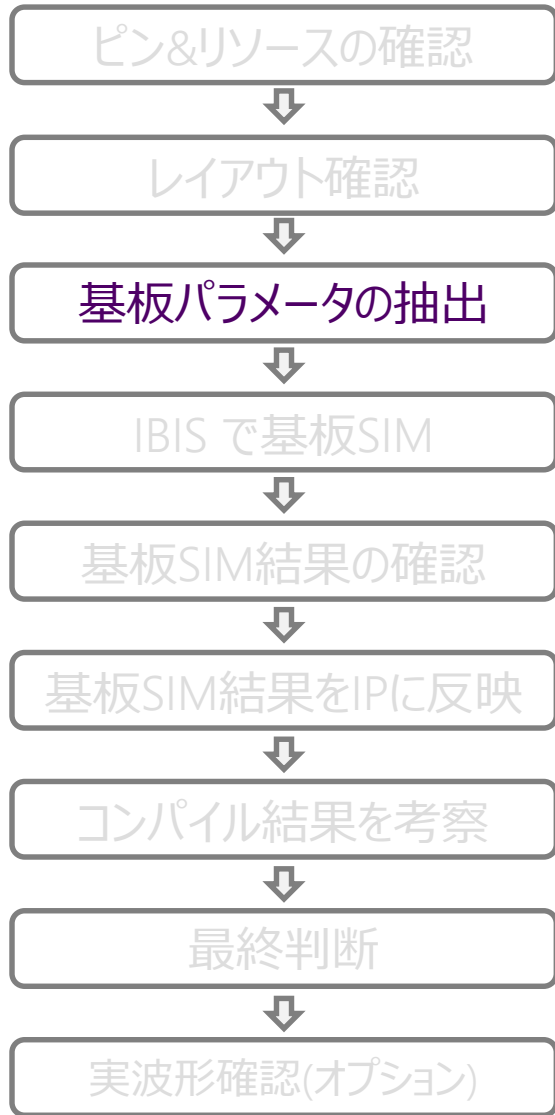 ピン&リソースの確認
レイアウト確認
基板パラメータの抽出
IBIS で基板SIM
基板SIM結果の確認
基板SIM結果をIPに反映
コンパイル結果を考察
最終判断
実波形確認(オプション)